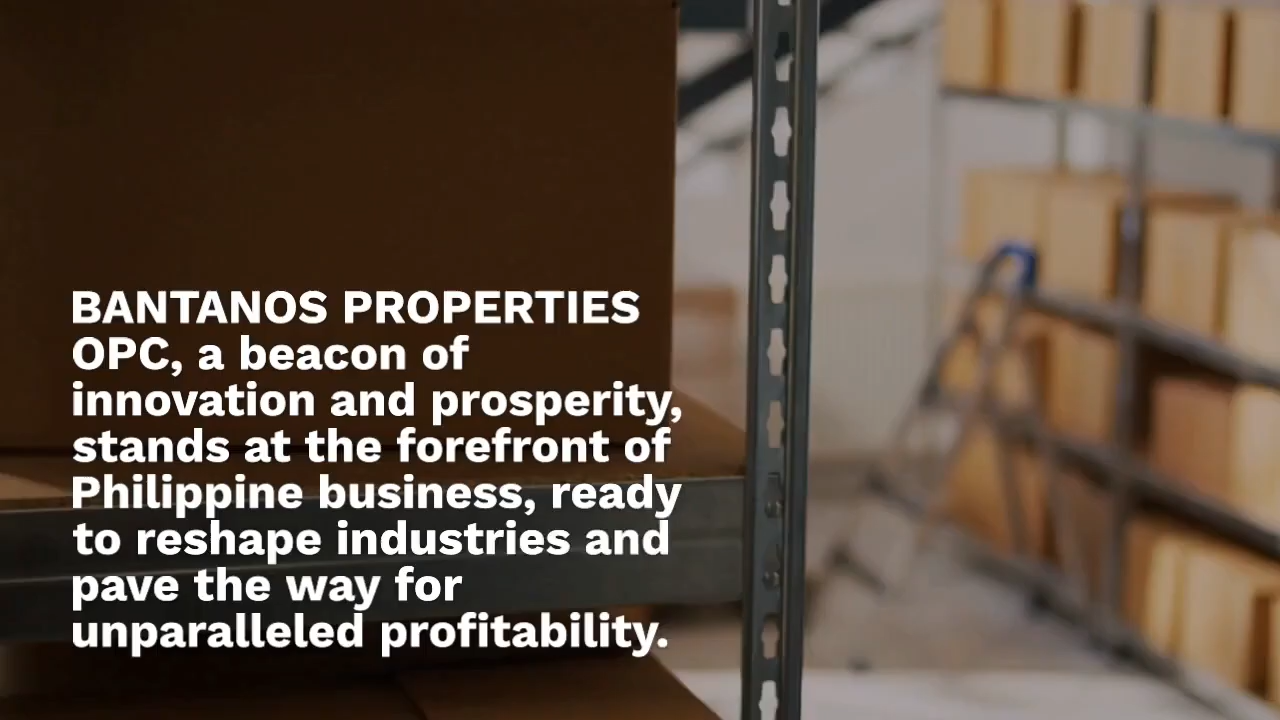 BANTANOS PROPERTIES
OPC, a beacon of
innovation and prosperity,
stands at the forefront of
Philippine business, ready
to reshape industries and
pave the way for
unparalleled profitability.